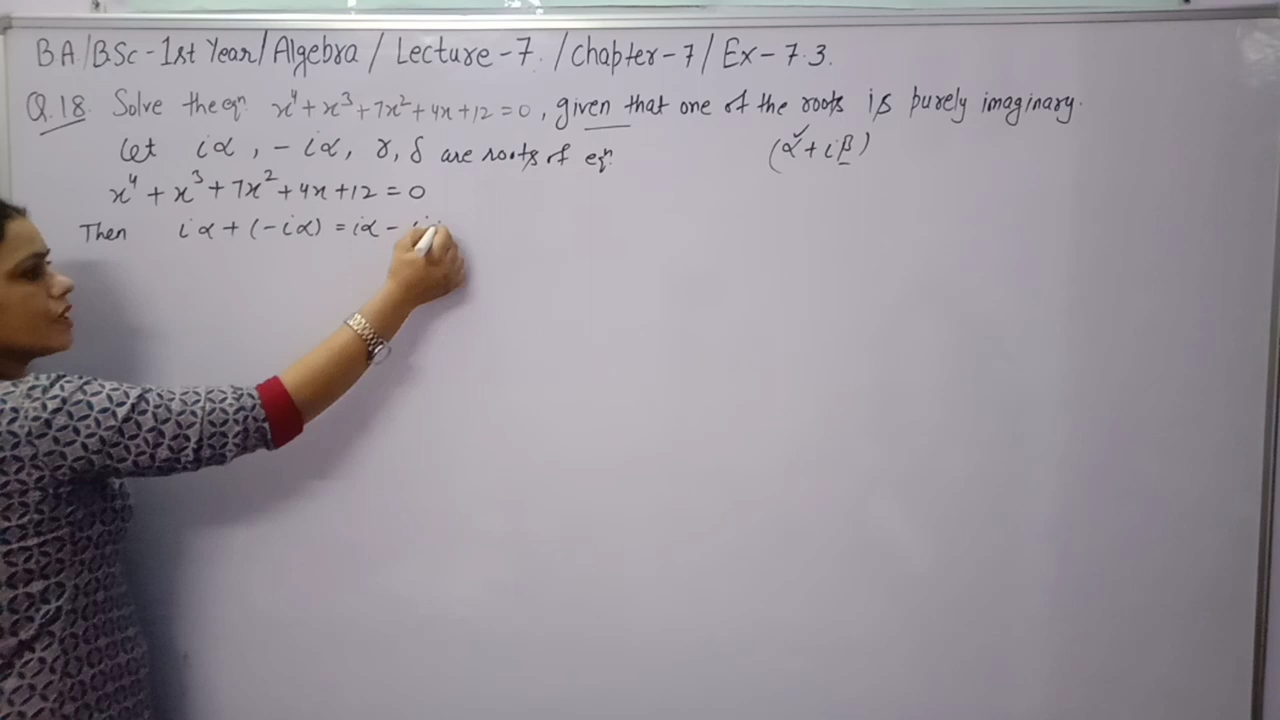 BA/BSc - 1st Year/Algebra / Lecture - 7. / Chapter - 7 / Ex - 7.3.
Q.18. Solve the eqn x⁴ + x³ + 7x² + 4x + 12 = 0, given that one of the roots is purely imaginary.
Let iα, -iα, γ, δ are roots of eqn. (α + iβ)
x⁴ + x³ + 7x² + 4x + 12 = 0
Then iα + (-iα) = iα -